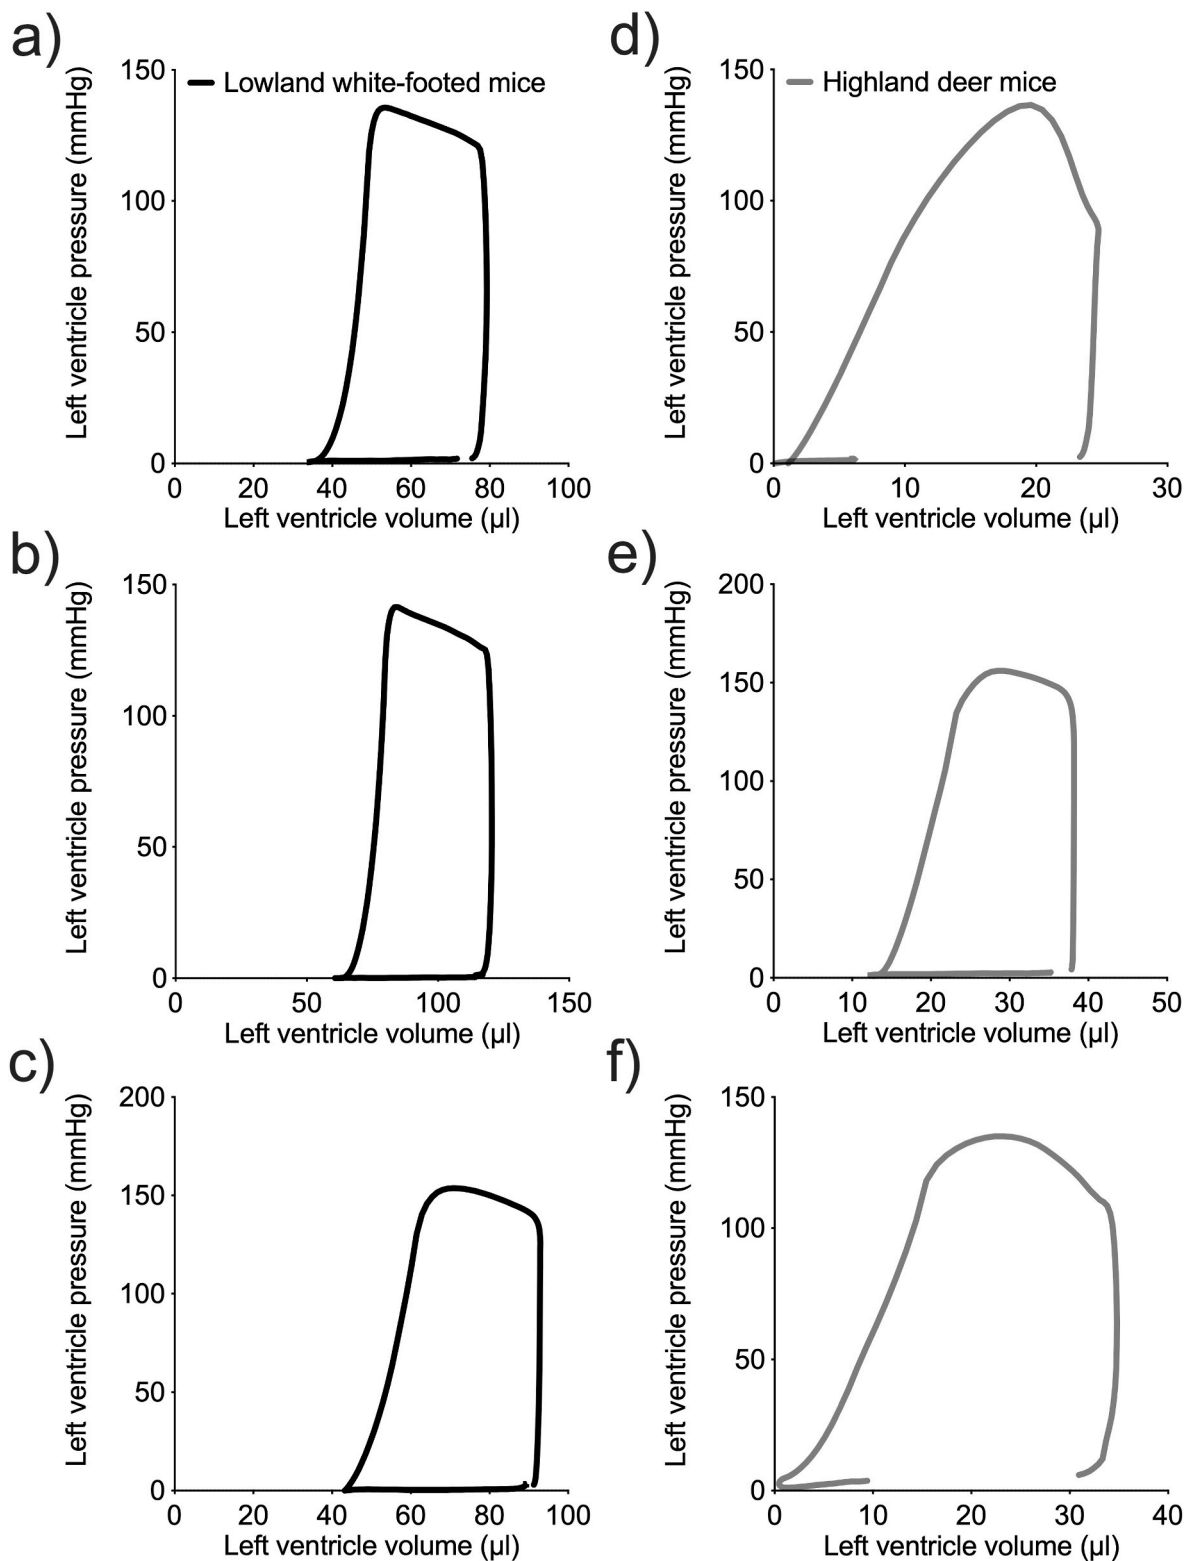 a)
Left ventricle pressure (mmHg)
150
100
50
0
Lowland white-footed mice
0 20 40 60 80 100
Left ventricle volume (µl)
d)
Left ventricle pressure (mmHg)
150
100
50
0
Highland deer mice
0 10 20 30
Left ventricle volume (µl)
b)
Left ventricle pressure (mmHg)
150
100
50
0
0 50 100 150
Left ventricle volume (µl)
e)
Left ventricle pressure (mmHg)
200
150
100
50
0
0 10 20 30 40 50
Left ventricle volume (µl)
c)
Left ventricle pressure (mmHg)
200
150
100
50
0
0 20 40 60 80 100
Left ventricle volume (µl)
f)
Left ventricle pressure (mmHg)
150
100
50
0
0 10 20 30 40
Left ventricle volume (µl)